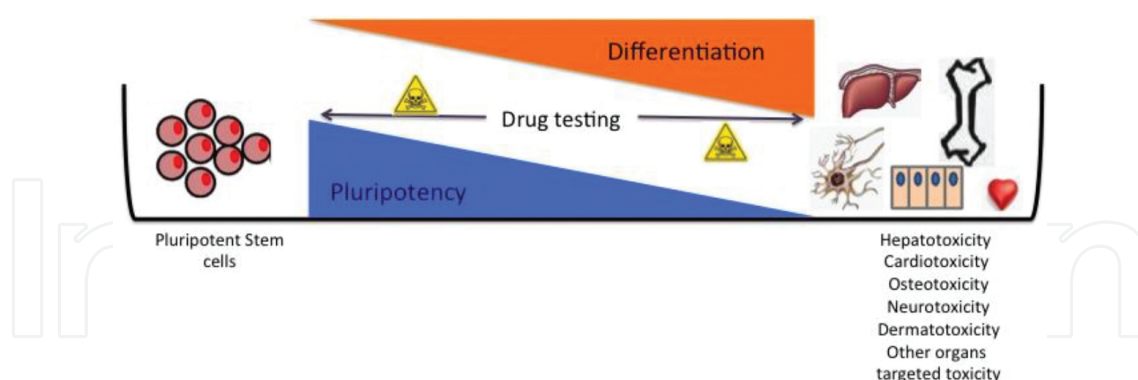 Differentiation
Drug testing
Pluripotency
Pluripotent Stem
cells
Hepatotoxicity
Cardiotoxicity
Osteotoxicity
Neurotoxicity
Dermatotoxicity
Other organs
targeted toxicity